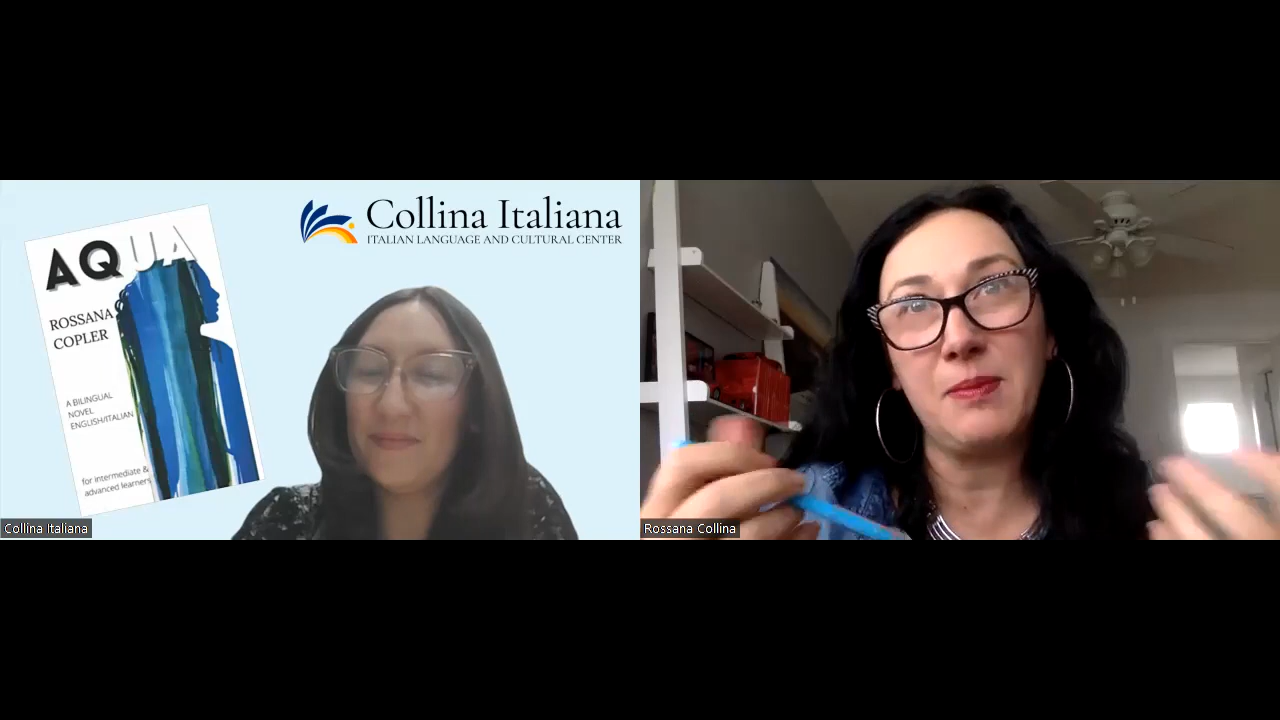 AQUA
ROSSANA
COPLER
A BILINGUAL
NOVEL
ENGLISH/ITALIAN
for intermediate &
advanced learners
Collina Italiana
ITALIAN LANGUAGE AND CULTURAL CENTER
Collina Italiana
Rossana Collina